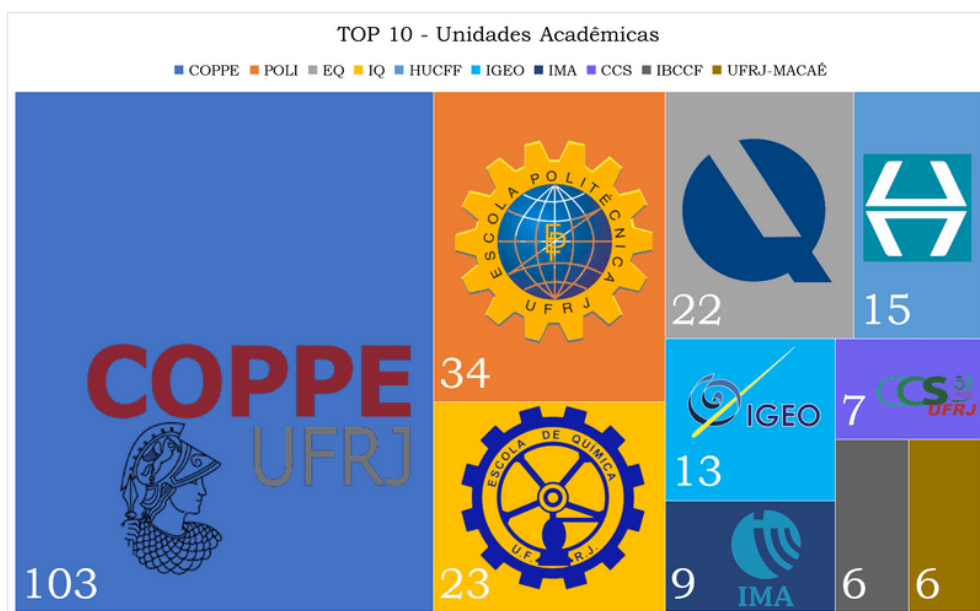 TOP 10 - Unidades Acadêmicas
COPPE POLI EQ IQ HUCFF IGEO IMA CCS IBCCF UFRJ-MACAÉ
COPPE
UFRJ
103
ESCOLA POLITÉCNICA
UFRJ
34
ESCOLA DE QUÍMICA
U.F. R.J.
23
22
15
IGEO
13
7
CCS
UFRJ
IMA
9
6
6